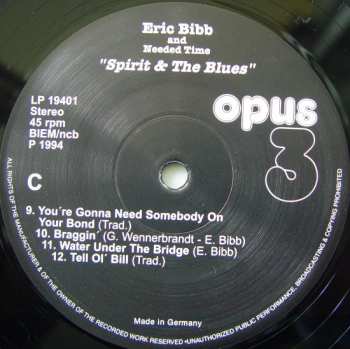 Eric Bibb
and
Needed Time
"Spirit & The Blues"
LP 19401
Stereo
45 rpm
BIEM/ncb
P 1994
opus
3
C
9. You´re Gonna Need Somebody On
Your Bond (Trad.)
10. Braggin´ (G. Wennerbrandt - E. Bibb)
11. Water Under The Bridge (E. Bibb)
12. Tell Ol´ Bill (Trad.)
Made in Germany
ALL RIGHTS OF THE MANUFACTURER & OF THE OWNER OF THE RECORDED WORK RESERVED•UNAUTHORIZED PUBLIC PERFORMANCE, BROADCASTING & COPYING PROHIBITED